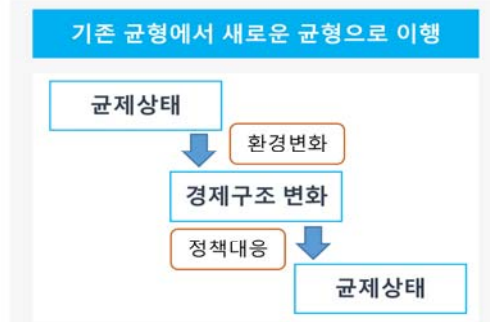 기존 균형에서 새로운 균형으로 이행
균제상태
환경변화
경제구조 변화
정책대응
균제상태